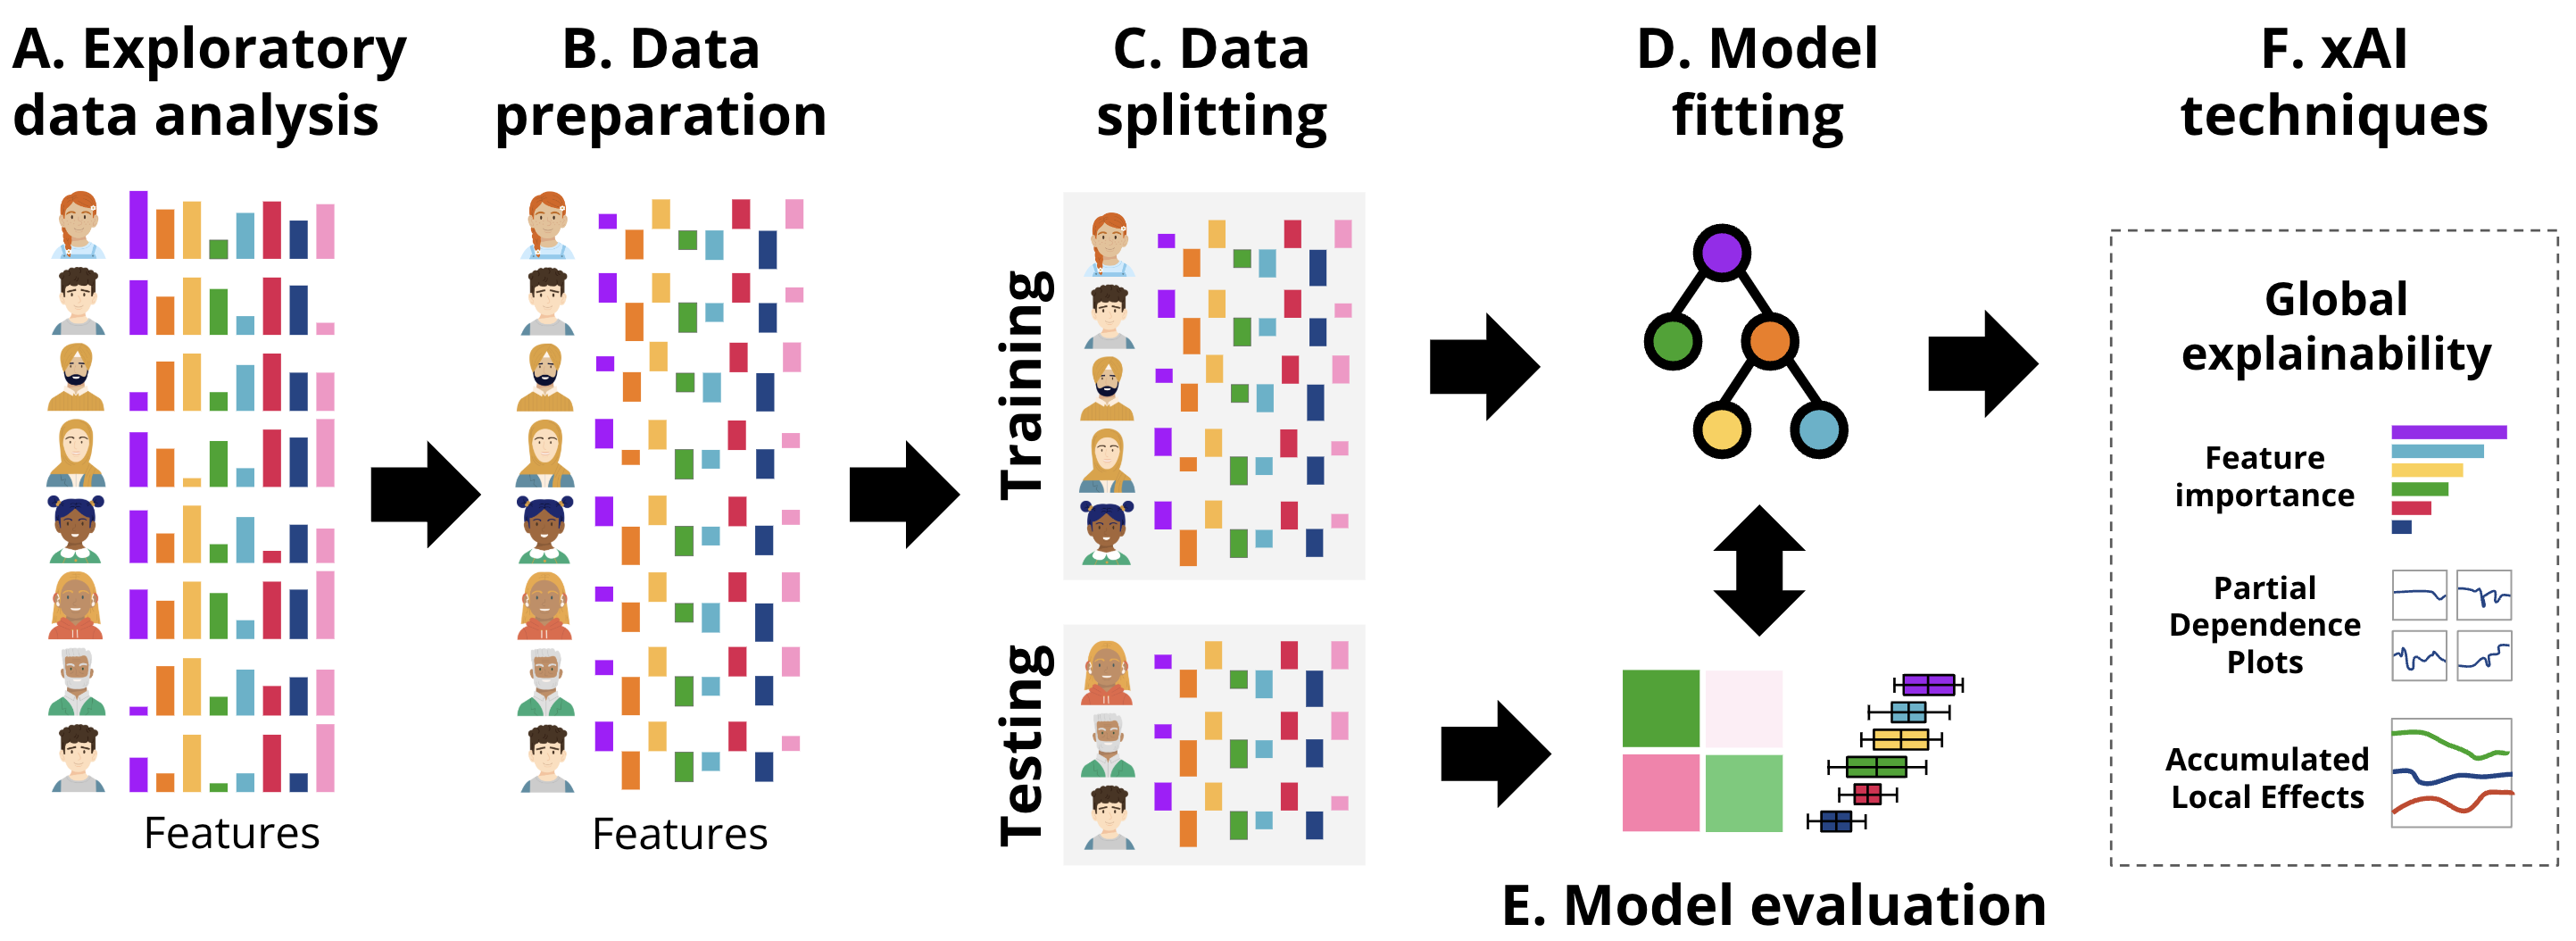 A. Exploratory
data analysis
B. Data
preparation
C. Data
splitting
D. Model
fitting
F. xAI
techniques
Features
Features
Training
Testing
E. Model evaluation
Global
explainability
Feature
importance
Partial
Dependence
Plots
Accumulated
Local Effects